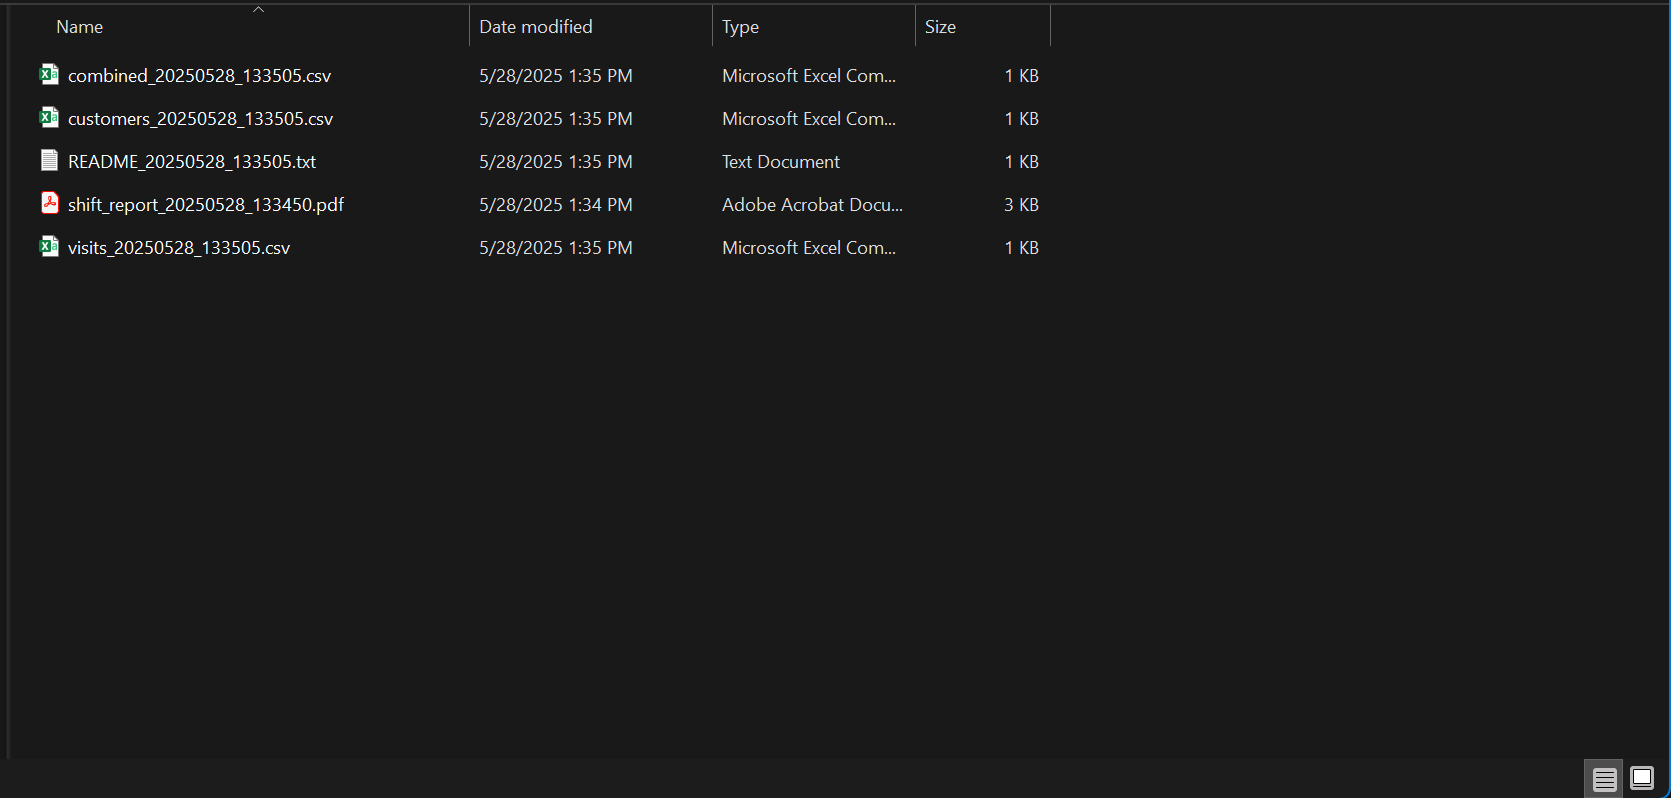 Name Date modified Type Size
combined_20250528_133505.csv 5/28/2025 1:35 PM Microsoft Excel Com... 1 KB
customers_20250528_133505.csv 5/28/2025 1:35 PM Microsoft Excel Com... 1 KB
README_20250528_133505.txt 5/28/2025 1:35 PM Text Document 1 KB
shift_report_20250528_133450.pdf 5/28/2025 1:34 PM Adobe Acrobat Docu... 3 KB
visits_20250528_133505.csv 5/28/2025 1:35 PM Microsoft Excel Com... 1 KB